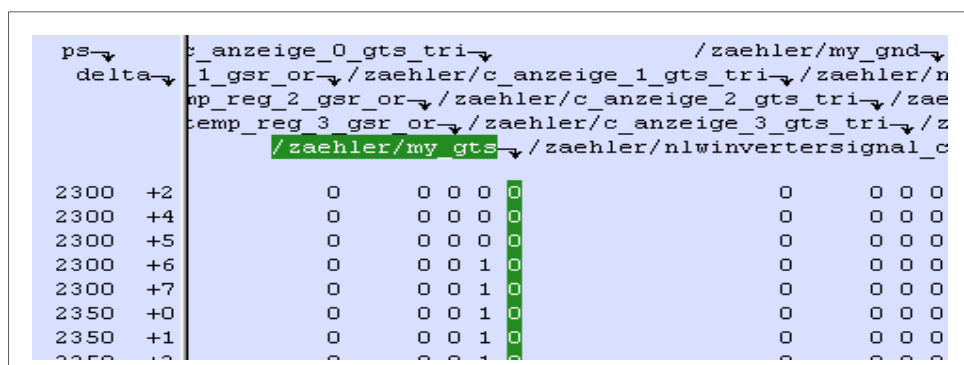 ps c_anzeige_0_gts_tri /zaehler/my_gnd
delta _1_gsr_or /zaehler/c_anzeige_1_gts_tri /zaehler/n
mp_reg_2_gsr_or /zaehler/c_anzeige_2_gts_tri /zae
temp_reg_3_gsr_or /zaehler/c_anzeige_3_gts_tri /z
/zaehler/my_gts /zaehler/nlwinvertersignal_c
2300 +2 0 0 0 0 0 0 0 0 0
2300 +4 0 0 0 0 0 0 0 0 0
2300 +5 0 0 0 0 0 0 0 0 0
2300 +6 0 0 0 1 0 0 0 0 0
2300 +7 0 0 0 1 0 0 0 0 0
2350 +0 0 0 0 1 0 0 0 0 0
2350 +1 0 0 0 1 0 0 0 0 0